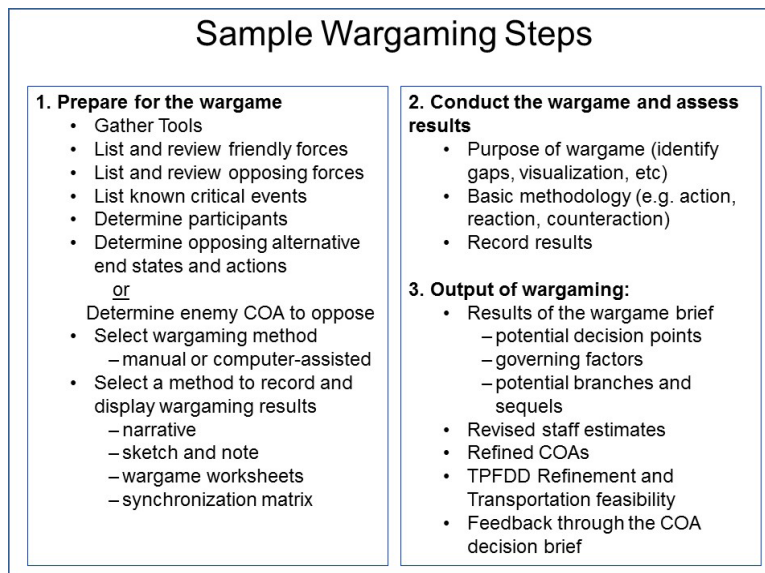 Sample Wargaming Steps
1. Prepare for the wargame
• Gather Tools
• List and review friendly forces
• List and review opposing forces
• List known critical events
• Determine participants
• Determine opposing alternative
end states and actions
or
Determine enemy COA to oppose
• Select wargaming method
– manual or computer-assisted
• Select a method to record and
display wargaming results
– narrative
– sketch and note
– wargame worksheets
– synchronization matrix
2. Conduct the wargame and assess
results
• Purpose of wargame (identify
gaps, visualization, etc)
• Basic methodology (e.g. action,
reaction, counteraction)
• Record results
3. Output of wargaming:
• Results of the wargame brief
– potential decision points
– governing factors
– potential branches and
sequels
• Revised staff estimates
• Refined COAs
• TPFDD Refinement and
Transportation feasibility
• Feedback through the COA
decision brief